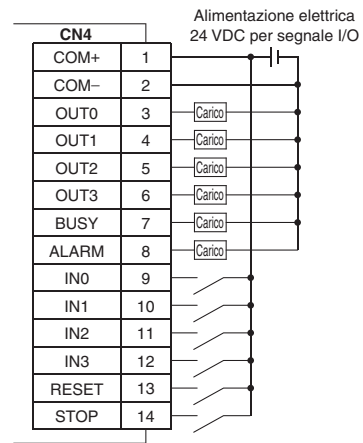 Alimentazione elettrica
24 VDC per segnale I/O
CN4
COM+ 1
COM− 2
OUT0 3 Carico
OUT1 4 Carico
OUT2 5 Carico
OUT3 6 Carico
BUSY 7 Carico
ALARM 8 Carico
IN0 9
IN1 10
IN2 11
IN3 12
RESET 13
STOP 14